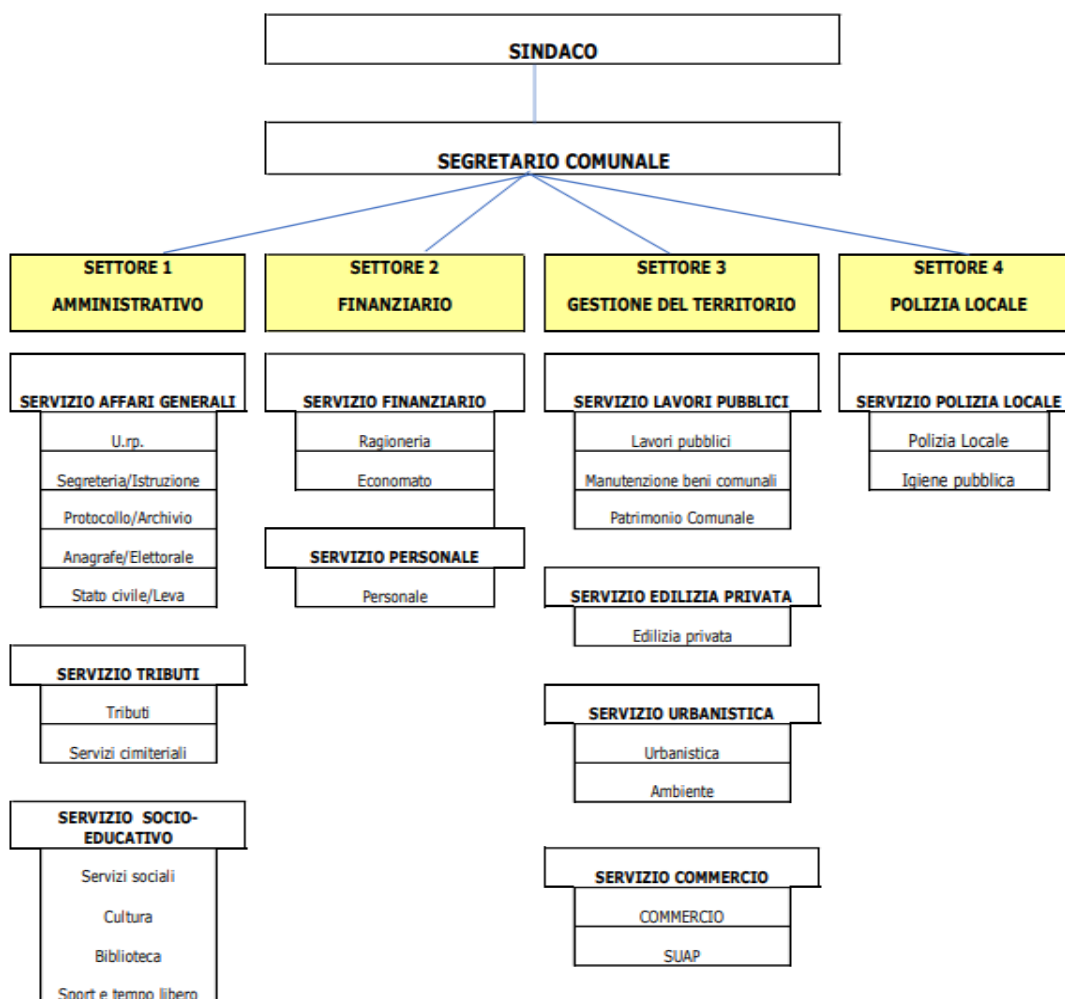 SINDACO
SEGRETARIO COMUNALE
SETTORE 1
AMMINISTRATIVO
SERVIZIO AFFARI GENERALI
U.rp.
Segreteria/Istruzione
Protocollo/Archivio
Anagrafe/Elettorale
Stato civile/Leva
SERVIZIO TRIBUTI
Tributi
Servizi cimiteriali
SERVIZIO SOCIO-
EDUCATIVO
Servizi sociali
Cultura
Biblioteca
Sport e tempo libero
SETTORE 2
FINANZIARIO
SERVIZIO FINANZIARIO
Ragioneria
Economato
SERVIZIO PERSONALE
Personale
SETTORE 3
GESTIONE DEL TERRITORIO
SERVIZIO LAVORI PUBBLICI
Lavori pubblici
Manutenzione beni comunali
Patrimonio Comunale
SERVIZIO EDILIZIA PRIVATA
Edilizia privata
SERVIZIO URBANISTICA
Urbanistica
Ambiente
SERVIZIO COMMERCIO
COMMERCIO
SUAP
SETTORE 4
POLIZIA LOCALE
SERVIZIO POLIZIA LOCALE
Polizia Locale
Igiene pubblica